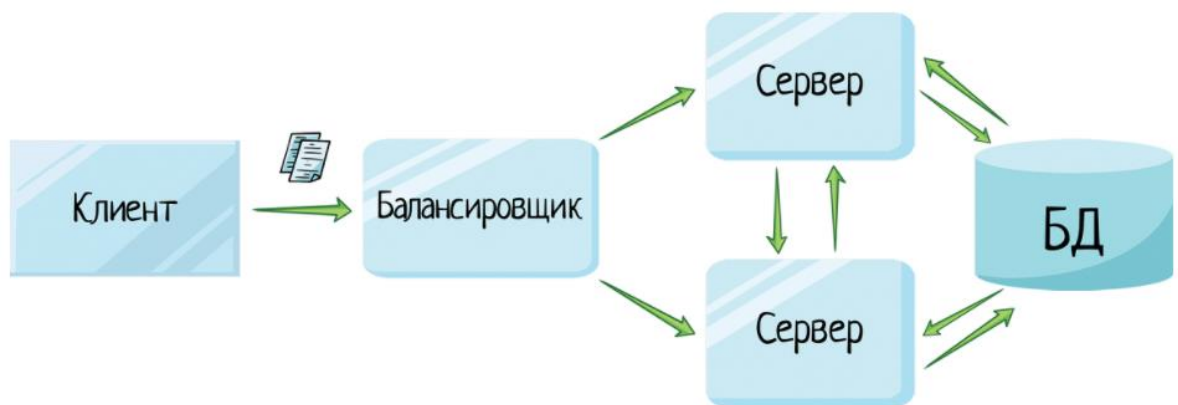 Клиент
Балансировщик
Сервер
Сервер
БД